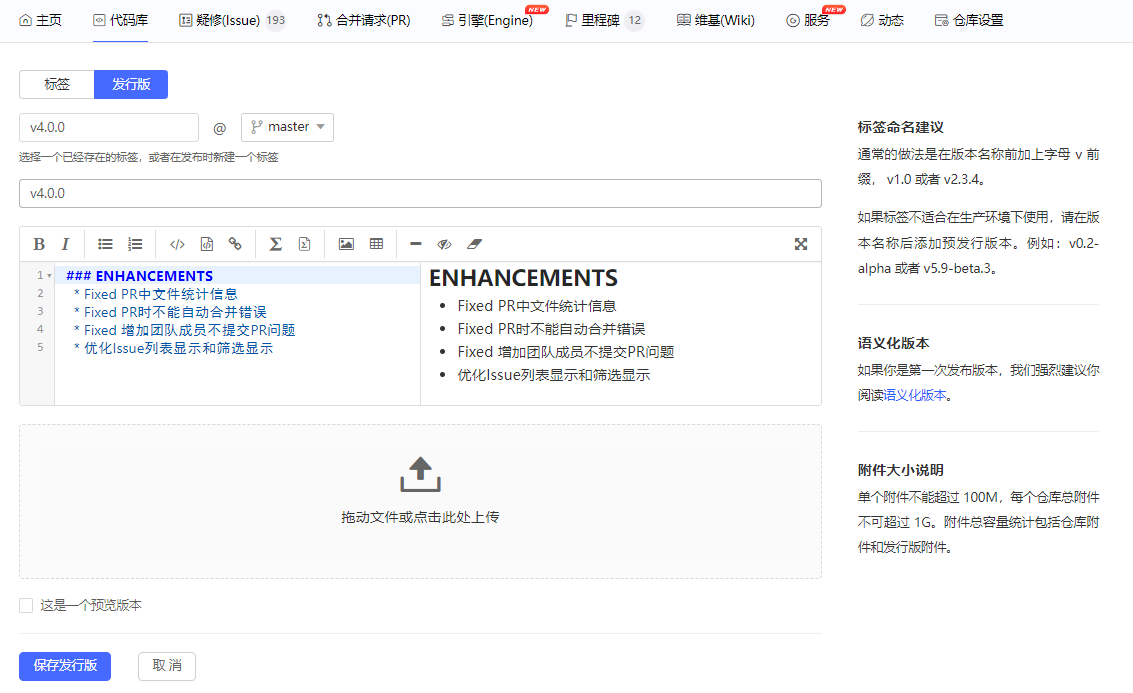 主页 代码库 疑修(Issue) 193 合并请求(PR) 引擎(Engine) NEW 里程碑 12 维基(Wiki) 服务 NEW 动态 仓库设置
标签 发行版
v4.0.0 @ master
选择一个已经存在的标签，或者在发布时新建一个标签
v4.0.0
B I
1 ### ENHANCEMENTS
2 * Fixed PR中文件统计信息
3 * Fixed PR时不能自动合并错误
4 * Fixed 增加团队成员不提交PR问题
5 * 优化Issue列表显示和筛选显示
ENHANCEMENTS
• Fixed PR中文件统计信息
• Fixed PR时不能自动合并错误
• Fixed 增加团队成员不提交PR问题
• 优化Issue列表显示和筛选显示
拖动文件或点击此处上传
这是一个预览版本
保存发行版 取 消
标签命名建议
通常的做法是在版本名称前加上字母 v 前
缀， v1.0 或者 v2.3.4。
如果标签不适合在生产环境下使用，请在版
本名称后添加预发行版本。例如：v0.2-
alpha 或者 v5.9-beta.3。
语义化版本
如果你是第一次发布版本，我们强烈建议你
阅读语义化版本。
附件大小说明
单个附件不能超过 100M，每个仓库总附件
不可超过 1G。附件总容量统计包括仓库附
件和发行版附件。